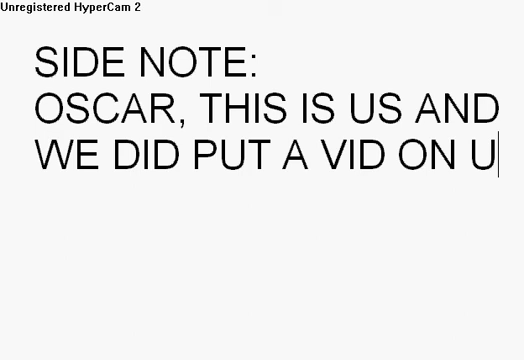 Unregistered HyperCam 2
SIDE NOTE:
OSCAR, THIS IS US AND
WE DID PUT A VID ON U